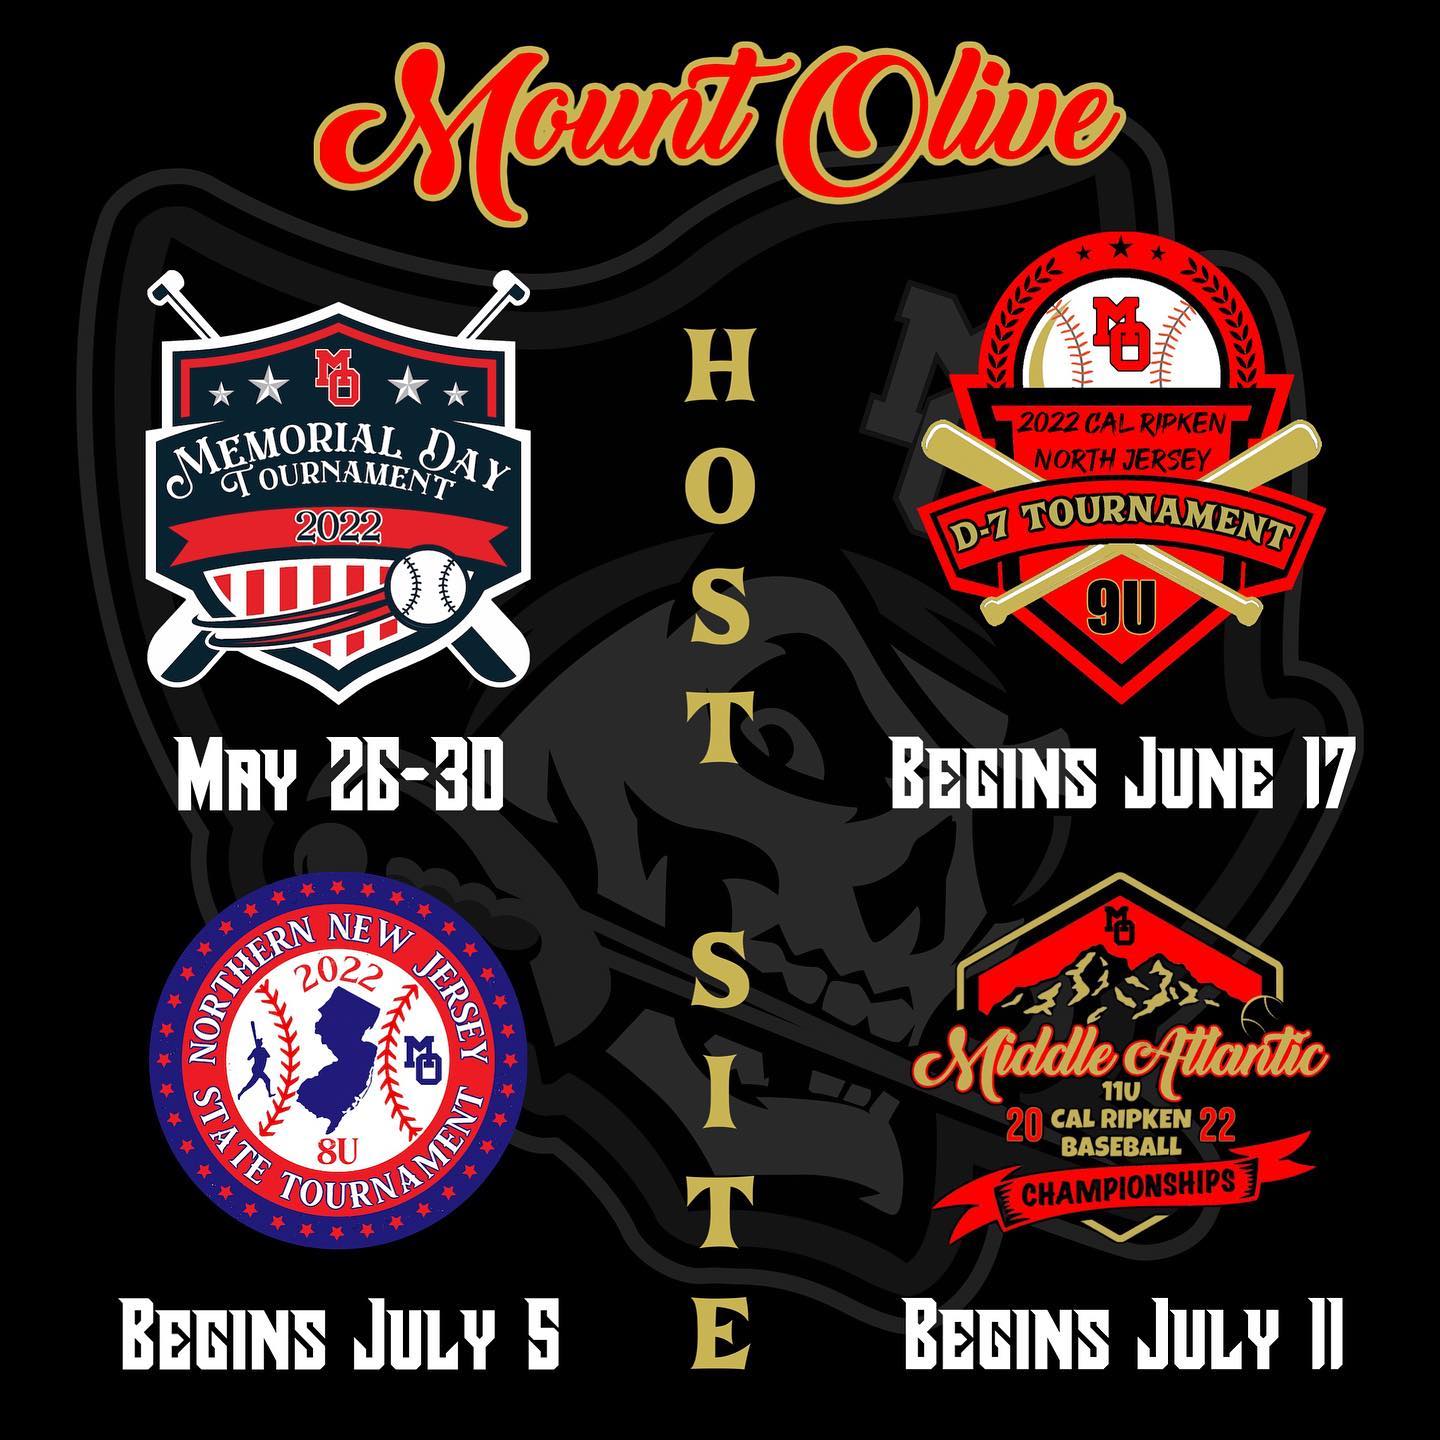 Mount Olive
MO
MEMORIAL DAY
TOURNAMENT
2022
May 26-30
HOST SITE
MO
2022 CAL RIPKEN
NORTH JERSEY
D-7 TOURNAMENT
9U
Begins June 17
NORTHERN NEW JERSEY
2022
MO
8U
STATE TOURNAMENT
Begins July 5
MO
Middle Atlantic
11U
20 CAL RIPKEN 22
BASEBALL
CHAMPIONSHIPS
Begins July 11